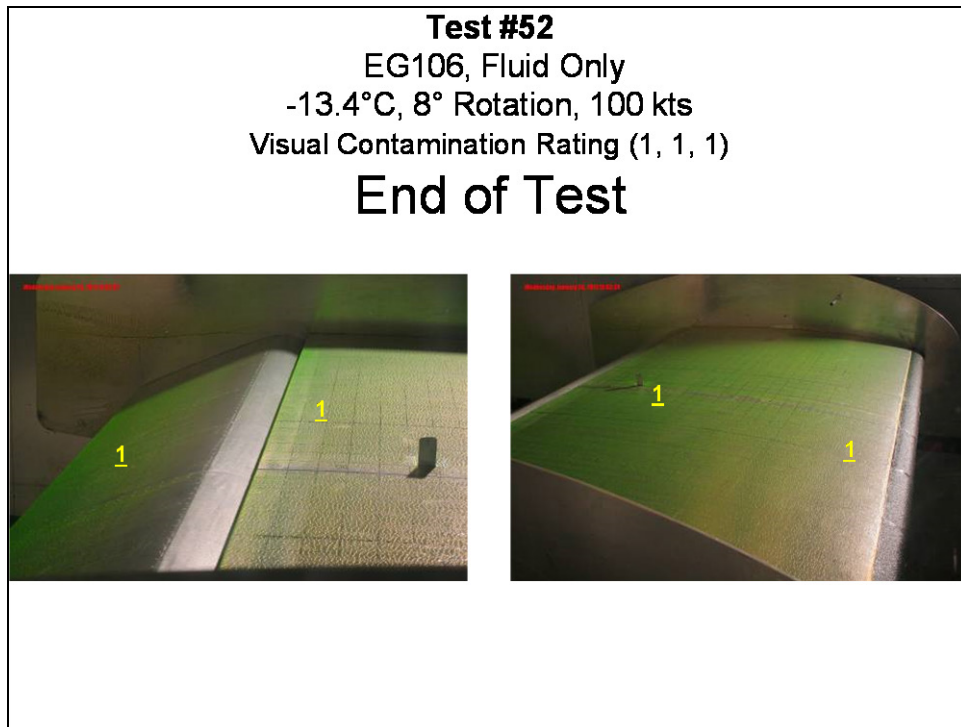 Test #52
EG106, Fluid Only
-13.4°C, 8° Rotation, 100 kts
Visual Contamination Rating (1, 1, 1)
End of Test
1
1
1
1